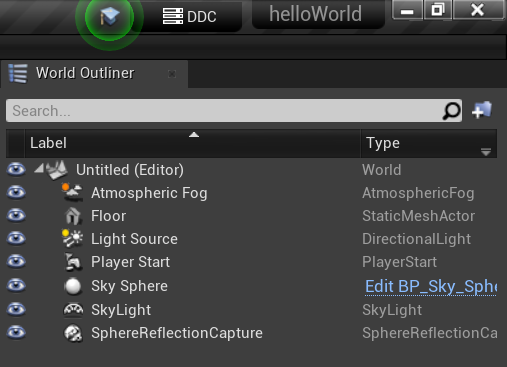 DDC helloWorld
World Outliner
Search...
Label Type
Untitled (Editor) World
Atmospheric Fog AtmosphericFog
Floor StaticMeshActor
Light Source DirectionalLight
Player Start PlayerStart
Sky Sphere Edit BP_Sky_Sphe
SkyLight SkyLight
SphereReflectionCapture SphereReflectionCa